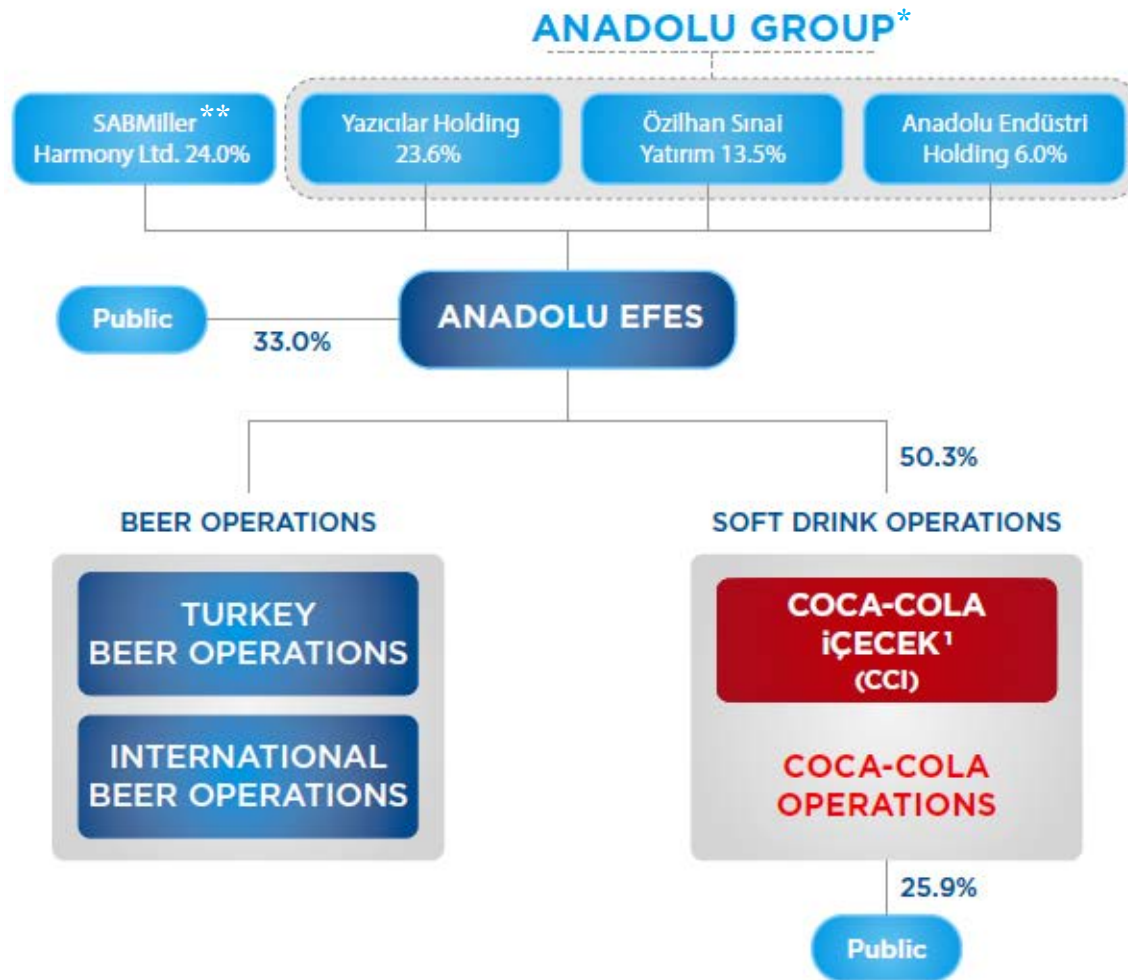 ANADOLU GROUP*
SABMiller**
Harmony Ltd. 24.0%
Yazıcılar Holding
23.6%
Özilhan Sınai
Yatırım 13.5%
Anadolu Endüstri
Holding 6.0%
Public
33.0%
ANADOLU EFES
50.3%
BEER OPERATIONS
SOFT DRINK OPERATIONS
TURKEY
BEER OPERATIONS
INTERNATIONAL
BEER OPERATIONS
COCA-COLA
iÇECEK¹
(CCI)
COCA-COLA
OPERATIONS
25.9%
Public